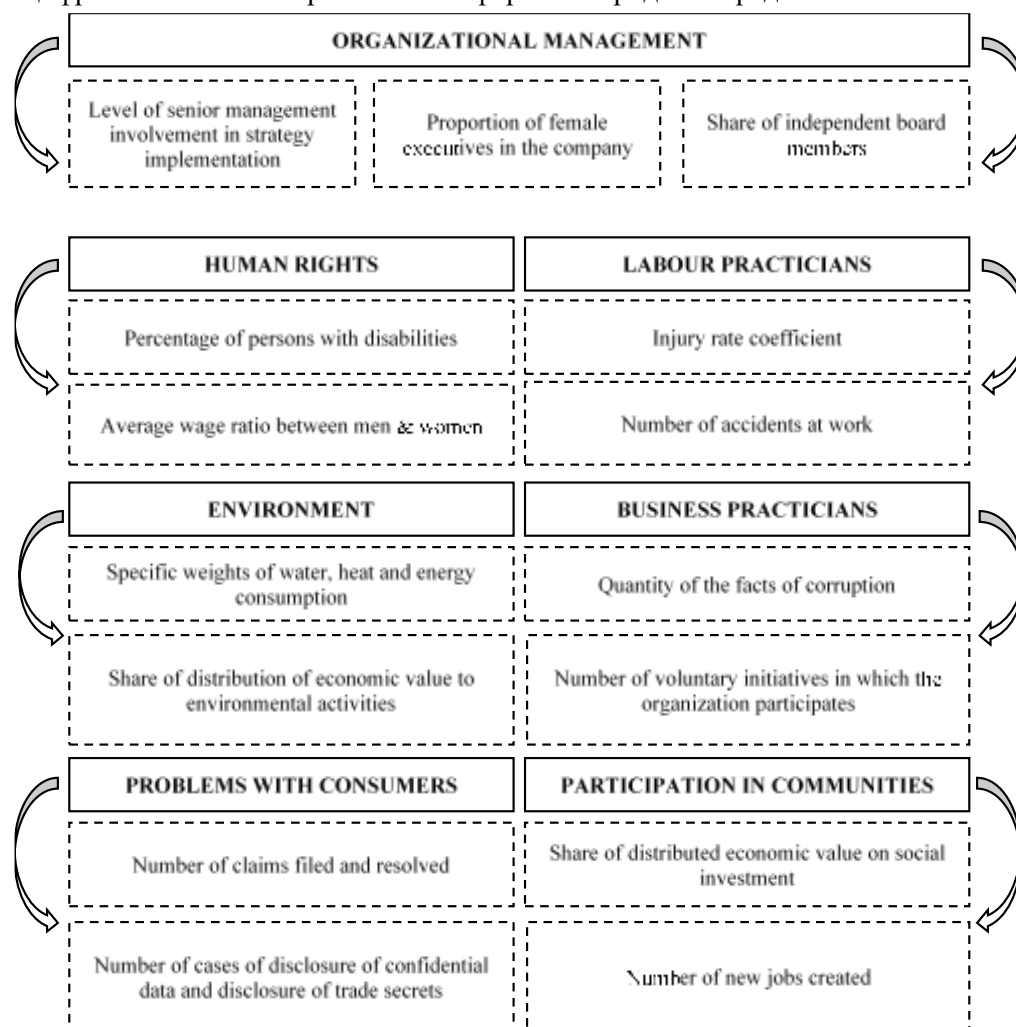 ORGANIZATIONAL MANAGEMENT
Level of senior management
involvement in strategy
implementation
Proportion of female
executives in the company
Share of independent board
members
HUMAN RIGHTS
Percentage of persons with disabilities
Average wage ratio between men & women
LABOUR PRACTICIANS
Injury rate coefficient
Number of accidents at work
ENVIRONMENT
Specific weights of water, heat and energy
consumption
Share of distribution of economic value to
environmental activities
BUSINESS PRACTICIANS
Quantity of the facts of corruption
Number of voluntary initiatives in which the
organization participates
PROBLEMS WITH CONSUMERS
Number of claims filed and resolved
Number of cases of disclosure of confidential
data and disclosure of trade secrets
PARTICIPATION IN COMMUNITIES
Share of distributed economic value on social
investment
Number of new jobs created